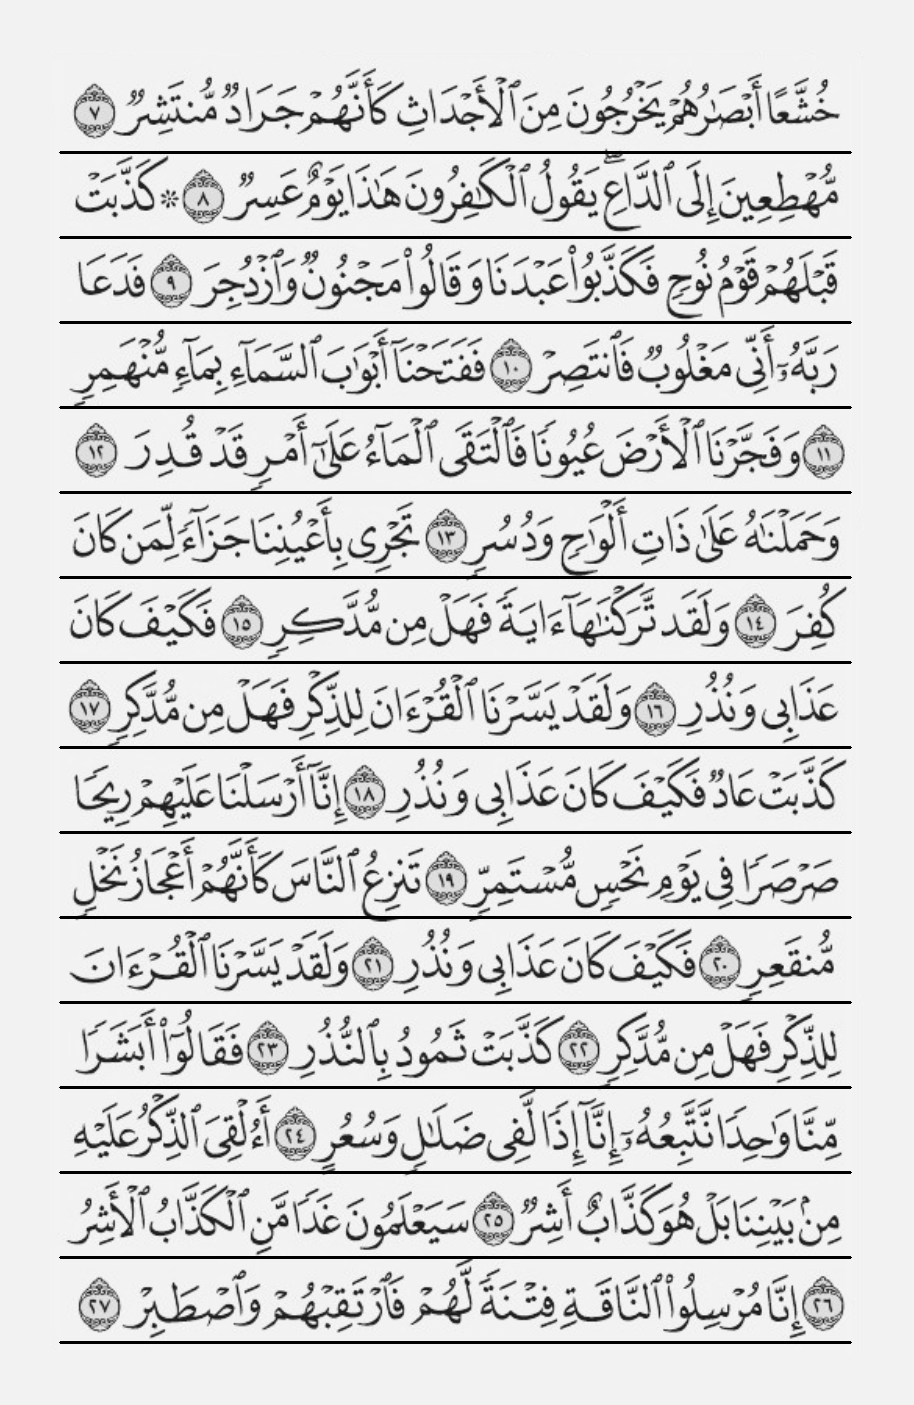 خُشَّعًا أَبْصَٰرُهُمْ يَخْرُجُونَ مِنَ ٱلْأَجْدَاثِ كَأَنَّهُمْ جَرَادٌ مُّنتَشِرٌ ٧
مُّهْطِعِينَ إِلَى ٱلدَّاعِ ۖ يَقُولُ ٱلْكَٰفِرُونَ هَٰذَا يَوْمٌ عَسِرٌ ٨ * كَذَّبَتْ
قَبْلَهُمْ قَوْمُ نُوحٍ فَكَذَّبُوا۟ عَبْدَنَا وَقَالُوا۟ مَجْنُونٌ وَٱزْدُجِرَ ٩ فَدَعَا
رَبَّهُۥٓ أَنِّى مَغْلُوبٌ فَٱنتَصِرْ ١٠ فَفَتَحْنَآ أَبْوَٰبَ ٱلسَّمَآءِ بِمَآءٍ مُّنْهَمِرٍ
١١ وَفَجَّرْنَا ٱلْأَرْضَ عُيُونًا فَٱلْتَقَى ٱلْمَآءُ عَلَىٰٓ أَمْرٍ قَدْ قُدِرَ ١٢
وَحَمَلْنَٰهُ عَلَىٰ ذَاتِ أَلْوَٰحٍ وَدُسُرٍ ١٣ تَجْرِى بِأَعْيُنِنَا جَزَآءً لِّمَن كَانَ
كُفِرَ ١٤ وَلَقَد تَّرَكْنَٰهَآ ءَايَةً فَهَلْ مِن مُّدَّكِرٍ ١٥ فَكَيْفَ كَانَ
عَذَابِى وَنُذُرِ ١٦ وَلَقَدْ يَسَّرْنَا ٱلْقُرْءَانَ لِلذِّكْرِ فَهَلْ مِن مُّدَّكِرٍ ١٧
كَذَّبَتْ عَادٌ فَكَيْفَ كَانَ عَذَابِى وَنُذُرِ ١٨ إِنَّآ أَرْسَلْنَا عَلَيْهِمْ رِيحًا
صَرْصَرًا فِى يَوْمِ نَحْسٍ مُّسْتَمِرٍّ ١٩ تَنزِعُ ٱلنَّاسَ كَأَنَّهُمْ أَعْجَازُ نَخْلٍ
مُّنقَعِرٍ ٢٠ فَكَيْفَ كَانَ عَذَابِى وَنُذُرِ ٢١ وَلَقَدْ يَسَّرْنَا ٱلْقُرْءَانَ
لِلذِّكْرِ فَهَلْ مِن مُّدَّكِرٍ ٢٢ كَذَّبَتْ ثَمُودُ بِٱلنُّذُرِ ٢٣ فَقَالُوٓا۟ أَبَشَرًا
مِّنَّا وَٰحِدًا نَّتَّبِعُهُۥٓ إِنَّآ إِذًا لَّفِى ضَلَٰلٍ وَسُعُرٍ ٢٤ أَءُلْقِىَ ٱلذِّكْرُ عَلَيْهِ
مِنۢ بَيْنِنَا بَلْ هُوَ كَذَّابٌ أَشِرٌ ٢٥ سَيَعْلَمُونَ غَدًا مَّنِ ٱلْكَذَّابُ ٱلْأَشِرُ
٢٦ إِنَّا مُرْسِلُوا۟ ٱلنَّاقَةِ فِتْنَةً لَّهُمْ فَٱرْتَقِبْهُمْ وَٱصْطَبِرْ ٢٧